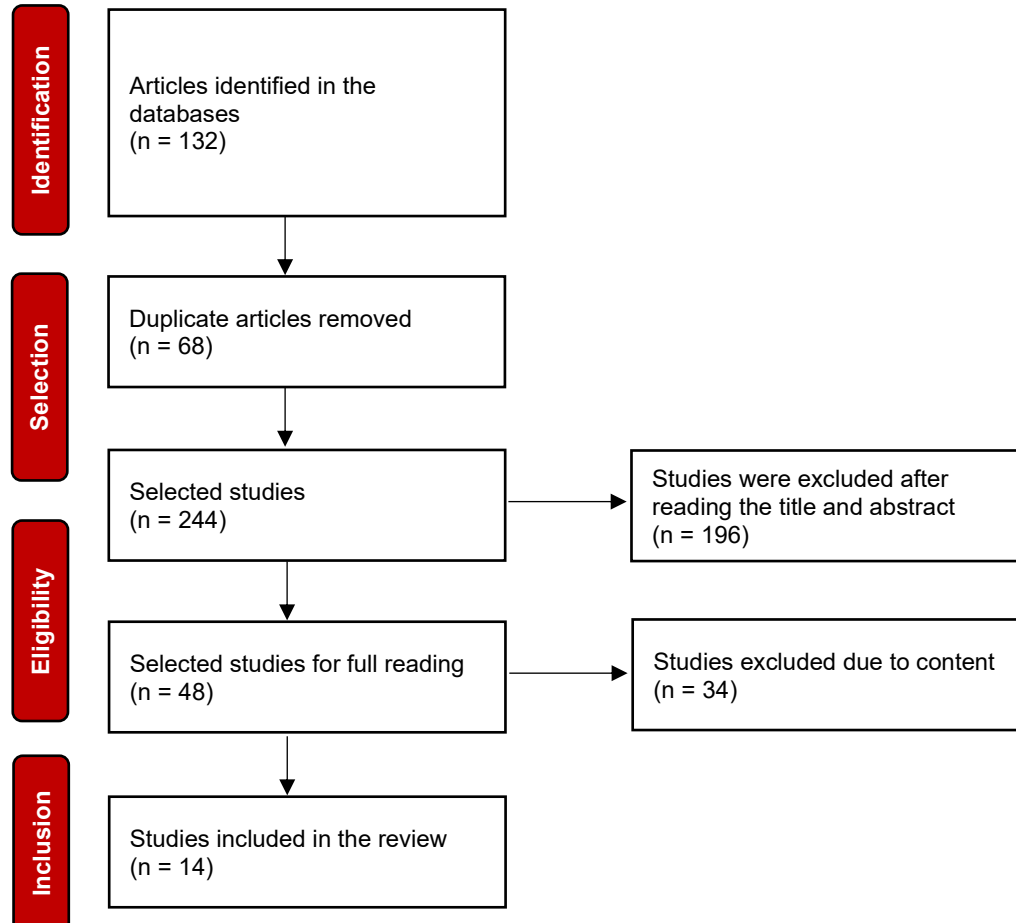 Identification
Articles identified in the
databases
(n = 132)
Selection
Duplicate articles removed
(n = 68)
Selected studies
(n = 244)
Studies were excluded after
reading the title and abstract
(n = 196)
Eligibility
Selected studies for full reading
(n = 48)
Studies excluded due to content
(n = 34)
Inclusion
Studies included in the review
(n = 14)